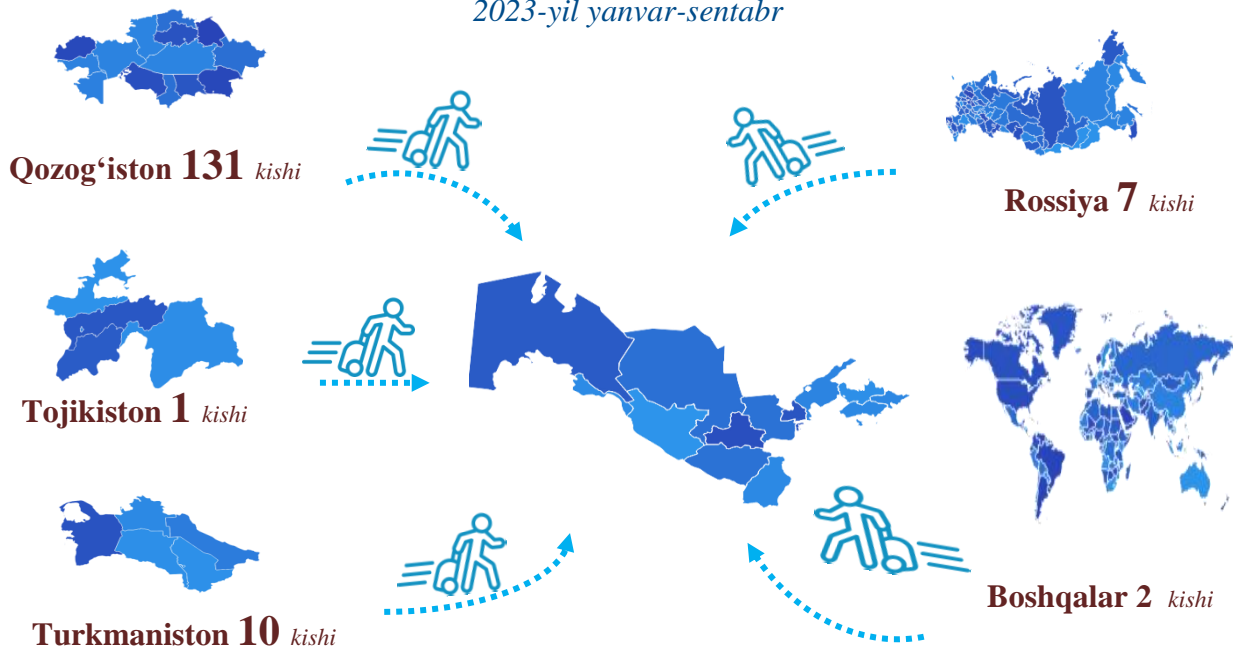 2023-yil yanvar-sentabr
Qozog‘iston 131 kishi
Rossiya 7 kishi
Tojikiston 1 kishi
Boshqalar 2 kishi
Turkmaniston 10 kishi